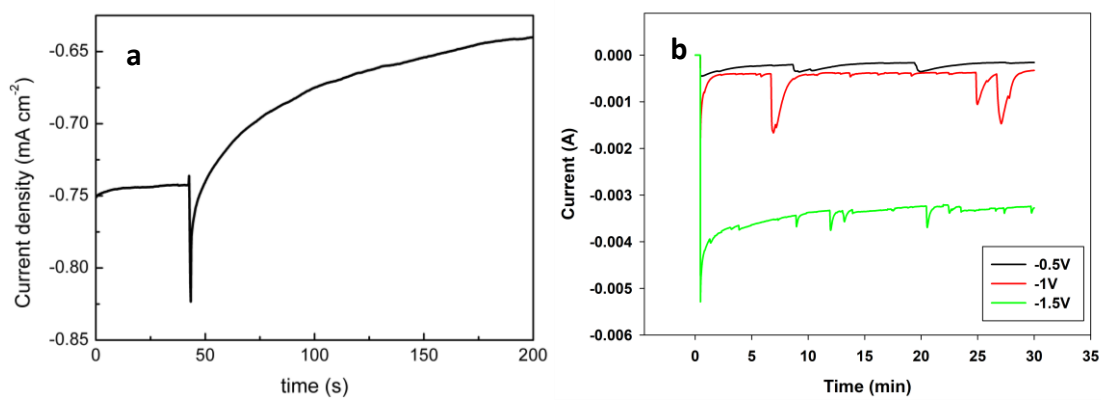 a
-0.65
-0.70
-0.75
-0.80
-0.85
Current density (mA cm-2)
0
50
100
150
200
time (s)
b
0.000
-0.001
-0.002
-0.003
-0.004
-0.005
-0.006
Current (A)
-0.5V
-1V
-1.5V
0
5
10
15
20
25
30
35
Time (min)